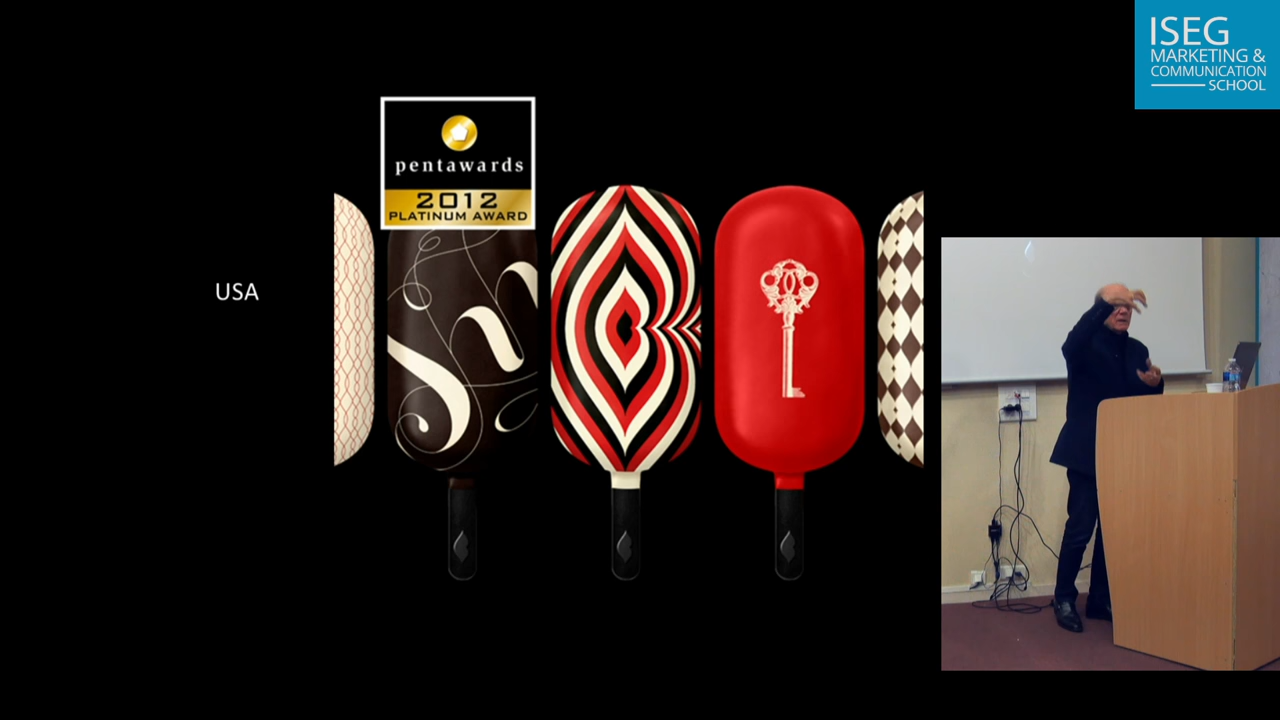 ISEG
MARKETING &
COMMUNICATION
SCHOOL
pentawards
2012
PLATINUM AWARD
USA